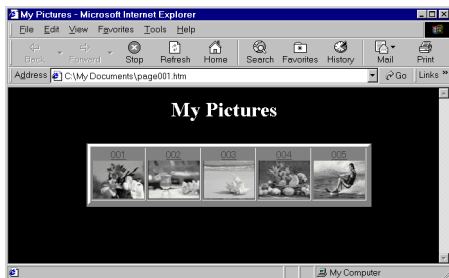 My Pictures - Microsoft Internet Explorer
File Edit View Favorites Tools Help
Back Forward Stop Refresh Home Search Favorites History Mail Print
Address C:\My Documents\page001.htm Go Links »
My Pictures
001 002 003 004 005
My Computer